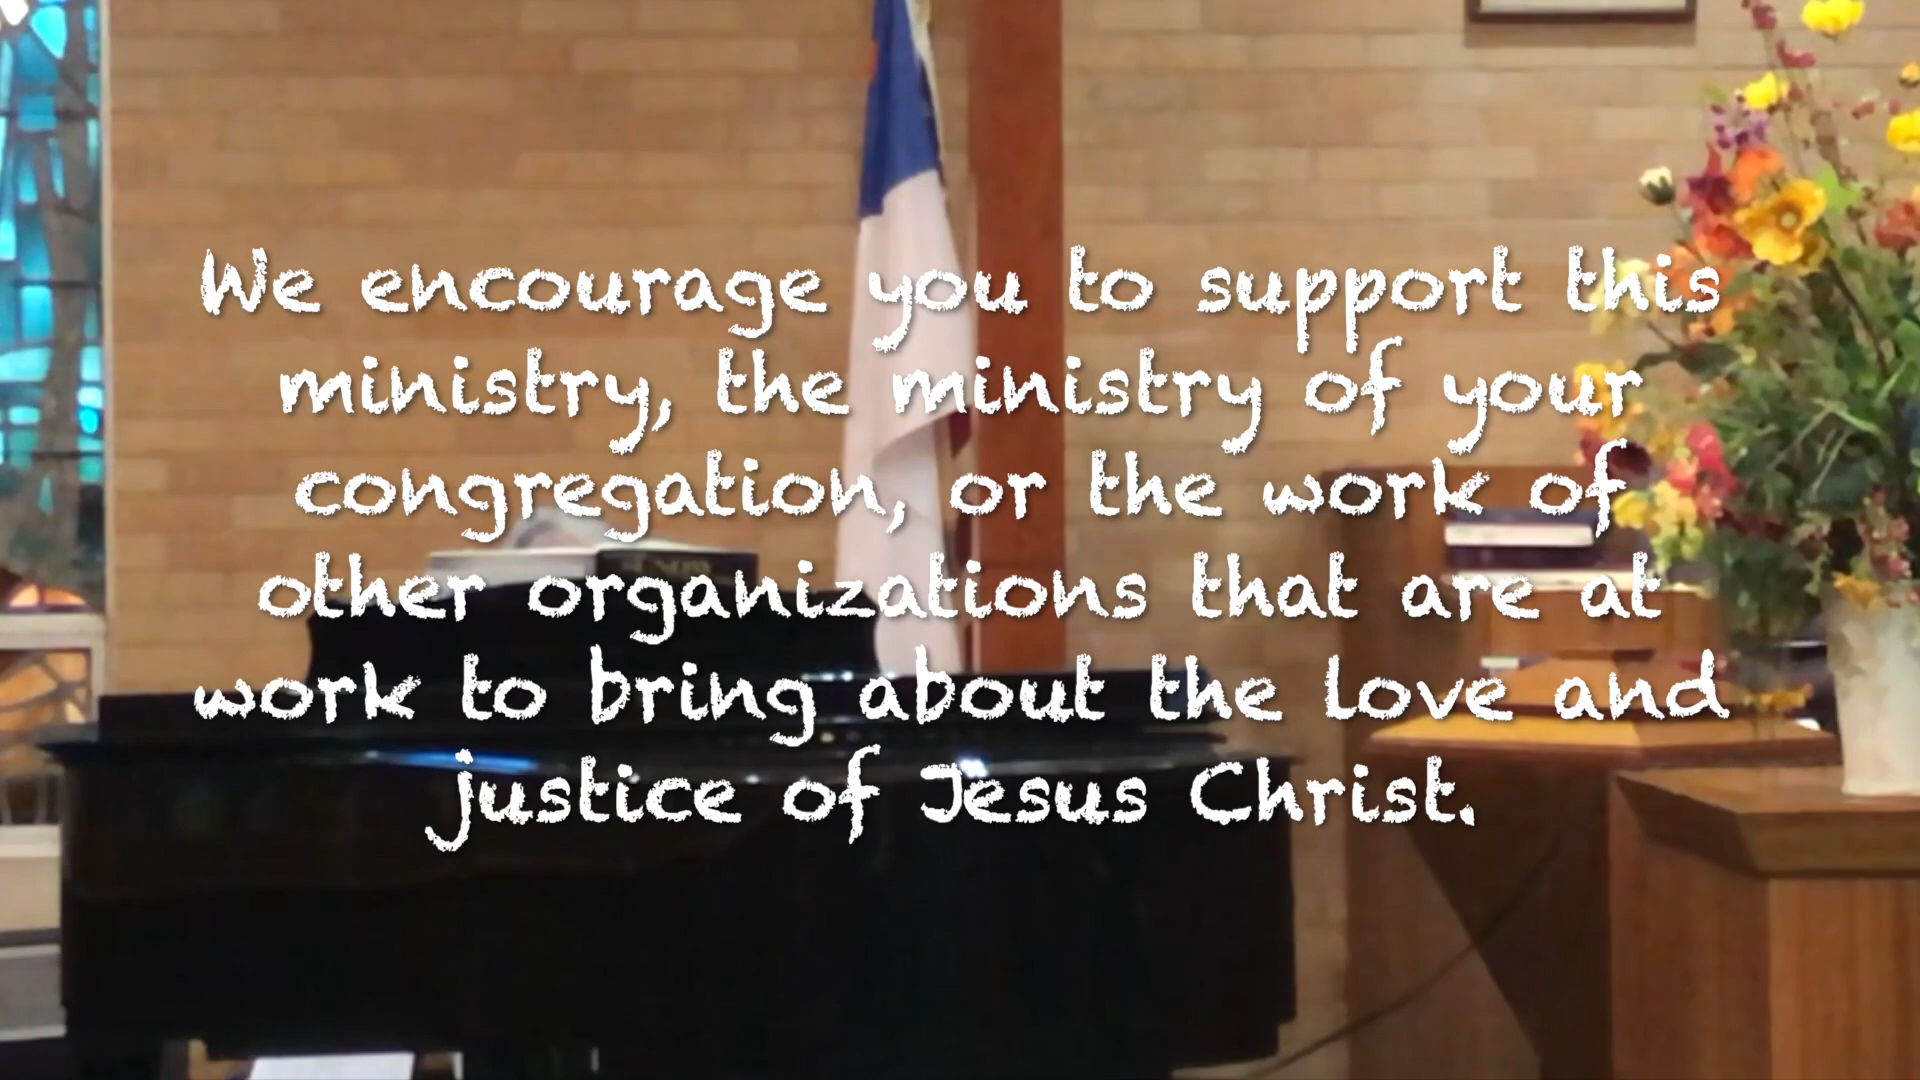 We encourage you to support this
ministry, the ministry of your
congregation, or the work of
other organizations that are at
work to bring about the love and
justice of Jesus Christ.